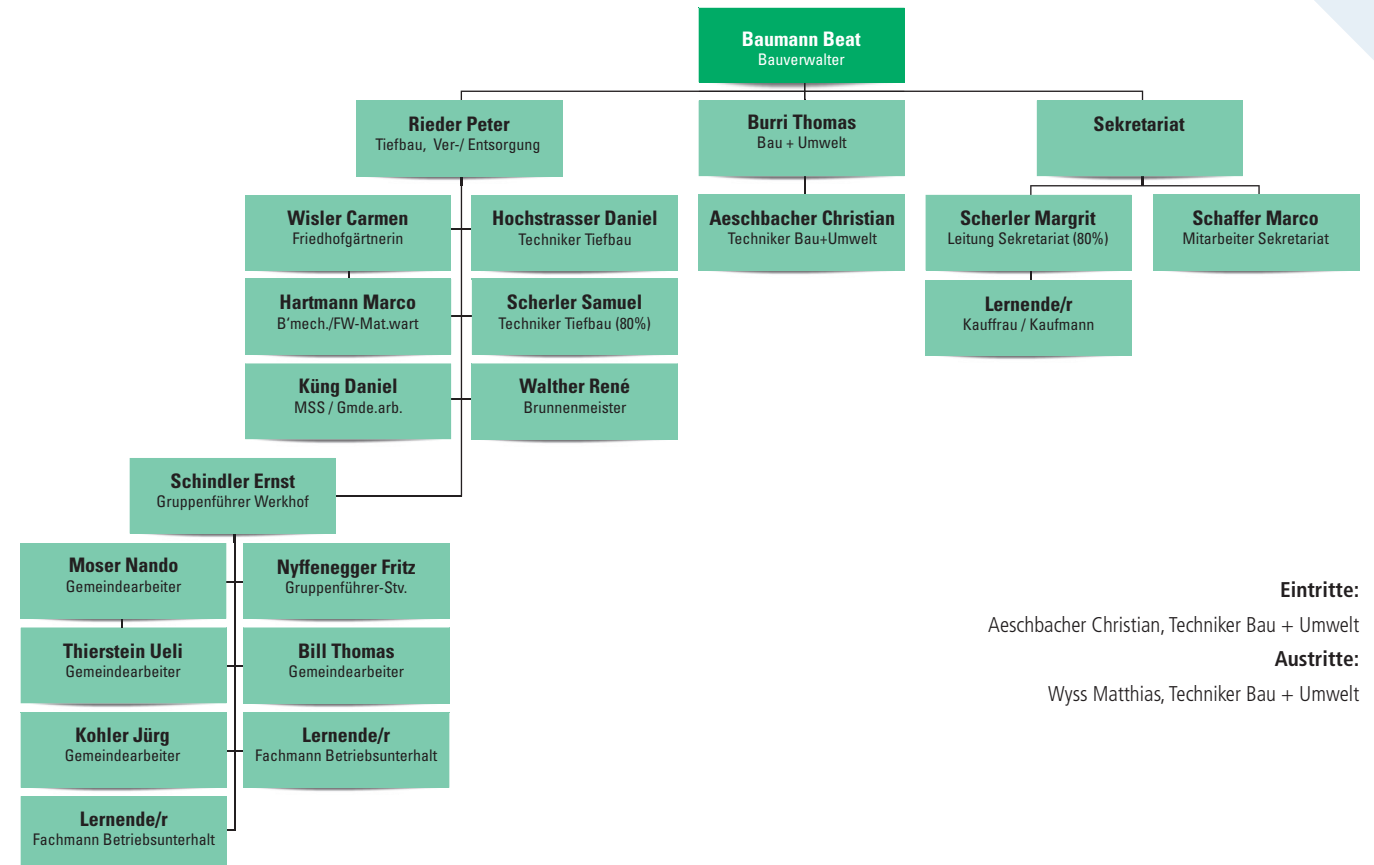 Baumann Beat
Bauverwalter
Rieder Peter
Tiefbau, Ver-/ Entsorgung
Burri Thomas
Bau + Umwelt
Sekretariat
Wisler Carmen
Friedhofgärtnerin
Hochstrasser Daniel
Techniker Tiefbau
Aeschbacher Christian
Techniker Bau+Umwelt
Scherler Margrit
Leitung Sekretariat (80%)
Schaffer Marco
Mitarbeiter Sekretariat
Hartmann Marco
B'mech./FW-Mat.wart
Scherler Samuel
Techniker Tiefbau (80%)
Lernende/r
Kauffrau / Kaufmann
Küng Daniel
MSS / Gmde.arb.
Walther René
Brunnenmeister
Schindler Ernst
Gruppenführer Werkhof
Moser Nando
Gemeindearbeiter
Nyffenegger Fritz
Gruppenführer-Stv.
Thierstein Ueli
Gemeindearbeiter
Bill Thomas
Gemeindearbeiter
Kohler Jürg
Gemeindearbeiter
Lernende/r
Fachmann Betriebsunterhalt
Lernende/r
Fachmann Betriebsunterhalt
Eintritte:
Aeschbacher Christian, Techniker Bau + Umwelt
Austritte:
Wyss Matthias, Techniker Bau + Umwelt